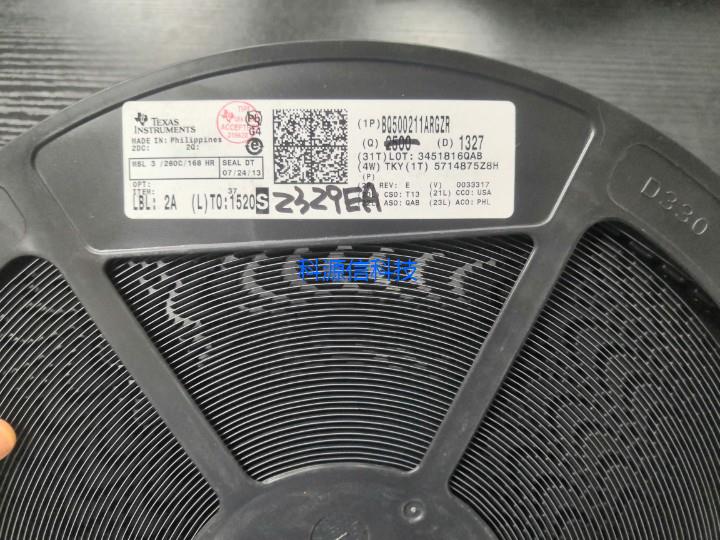 TEXAS
INSTRUMENTS
MADE IN: Philippines
2DC: 2Q:
MSL 3 /260C/168 HR SEAL DT
07/24/13
OPT:
ITEM: 37
LBL: 2A (L)TO:1520
S 2329EA
ACCEPTED
Pb
G4
(1P) BQ500211ARGZR
(Q) 2500 (D) 1327
(31T) LOT: 3451816QAB
(4W) TKY(1T) 5714875Z8H
(P)
REV: E (V) 0033317
CSO: T13 (21L) CCO: USA
ASO: QAB (23L) ACO: PHL
D330
科源信科技